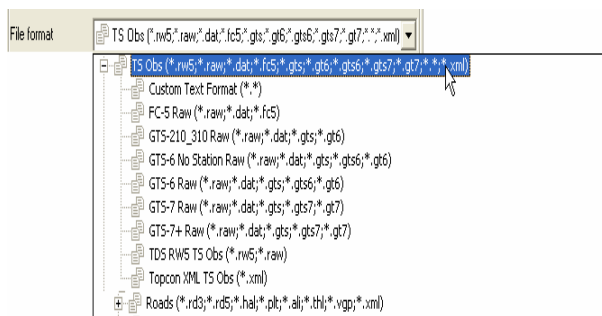 File format TS Obs (*.rw5;*.raw;*.dat;*.fc5;*.gts;*.gt6;*.gts6;*.gts7;*.gt7;*.*;*.xml)
TS Obs (*.rw5;*.raw;*.dat;*.fc5;*.gts;*.gt6;*.gts6;*.gts7;*.gt7;*.*;*.xml)
Custom Text Format (*.*)
FC-5 Raw (*.raw;*.dat;*.fc5)
GTS-210_310 Raw (*.raw;*.dat;*.gts;*.gt6)
GTS-6 No Station Raw (*.raw;*.dat;*.gts;*.gts6;*.gt6)
GTS-6 Raw (*.raw;*.dat;*.gts;*.gts6;*.gt6)
GTS-7 Raw (*.raw;*.dat;*.gts;*.gts7;*.gt7)
GTS-7+ Raw (*.raw;*.dat;*.gts;*.gts7;*.gt7)
TDS RW5 TS Obs (*.rw5;*.raw)
Topcon XML TS Obs (*.xml)
Roads (*.rd3;*.rd5;*.hal;*.plt;*.ali;*.thl;*.vgp;*.xml)